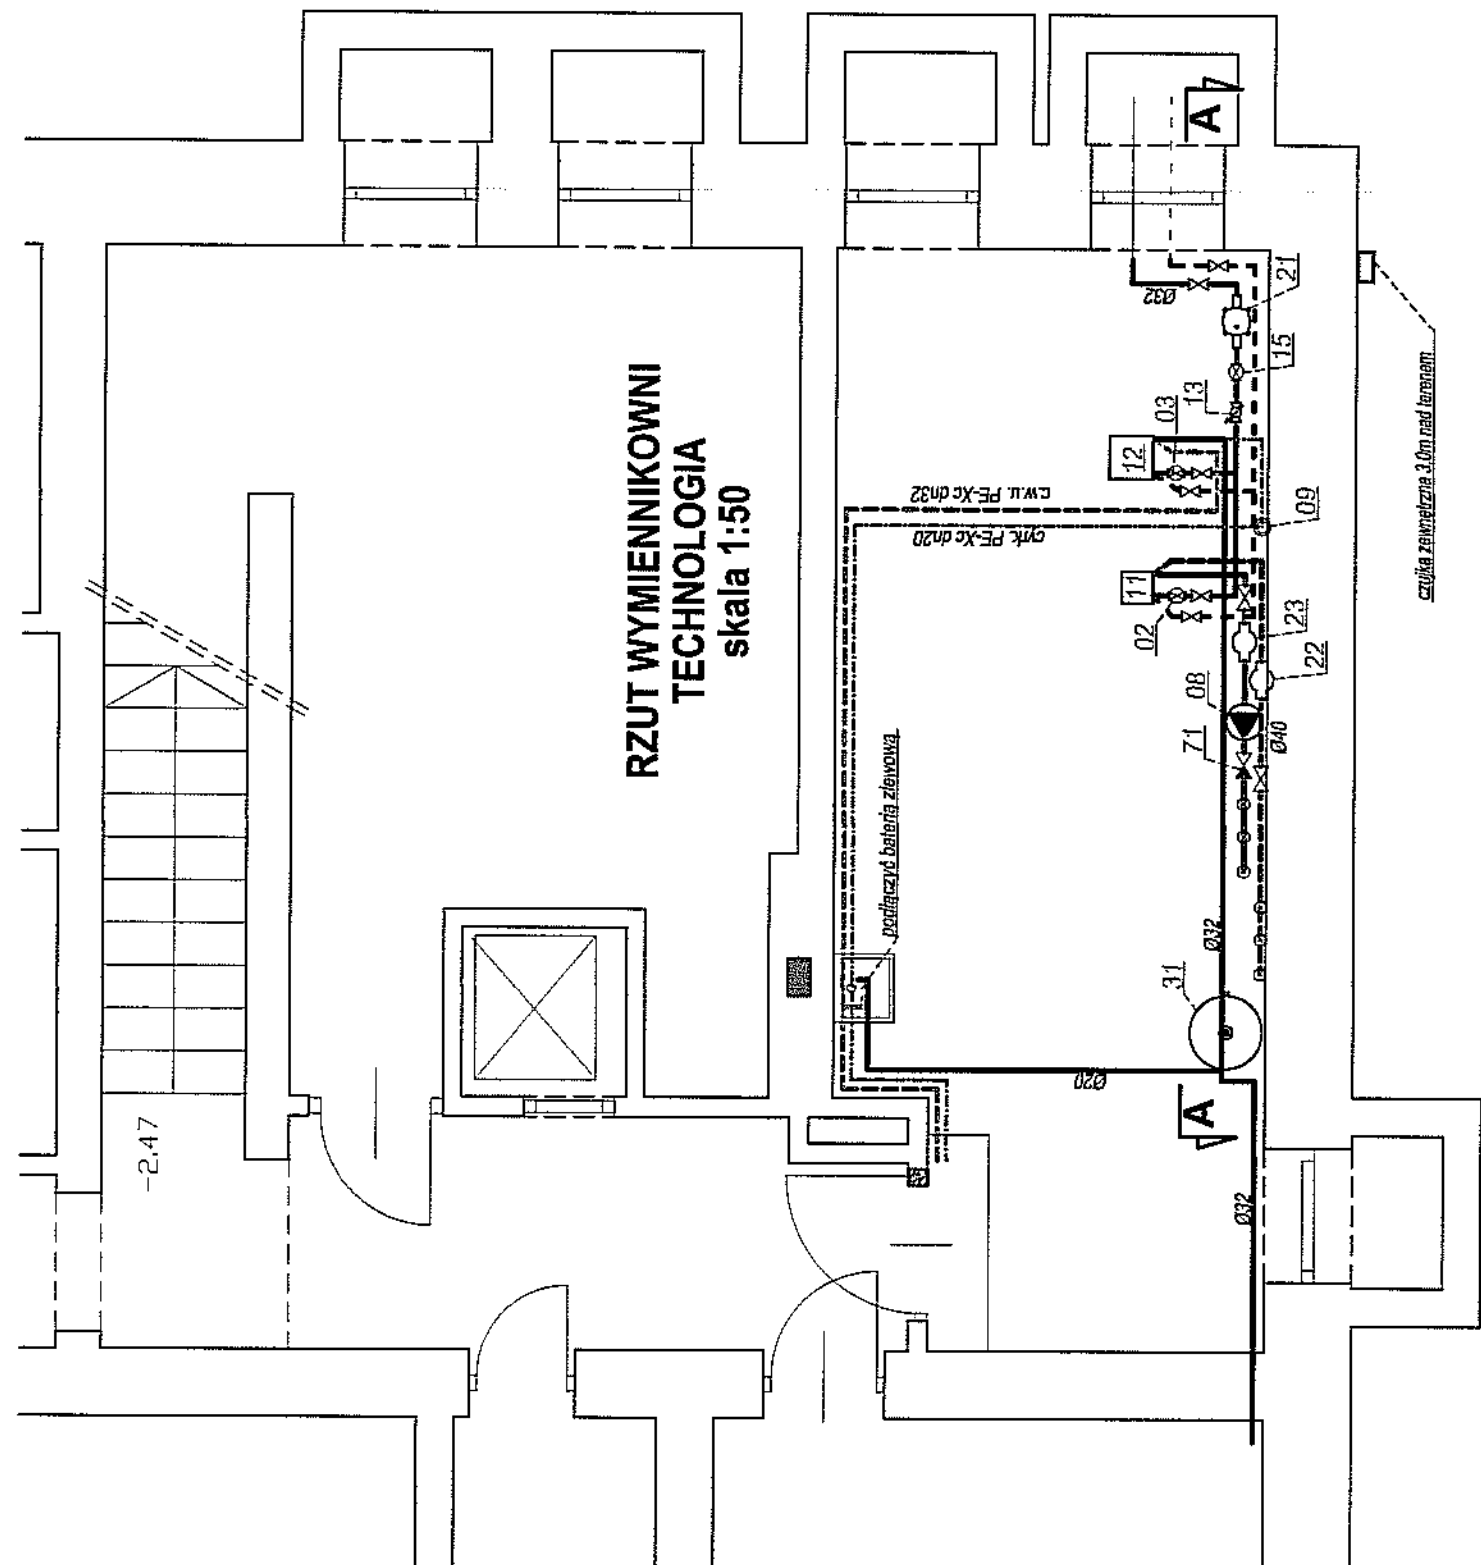 RZUT WYMIENNIKOWNI
TECHNOLOGIA
skala 1:50
-2.47
A
Ø32
21
15
13
03
12
c.w.u. PE-Xc dn32
cyrk. PE-Xc dn20
09
11
02
23
22
08
71
Ø40
podłączyć baterię zlewową
Ø32
31
Ø20
A
Ø32
czujka zewnętrzna 3,0m nad terenem